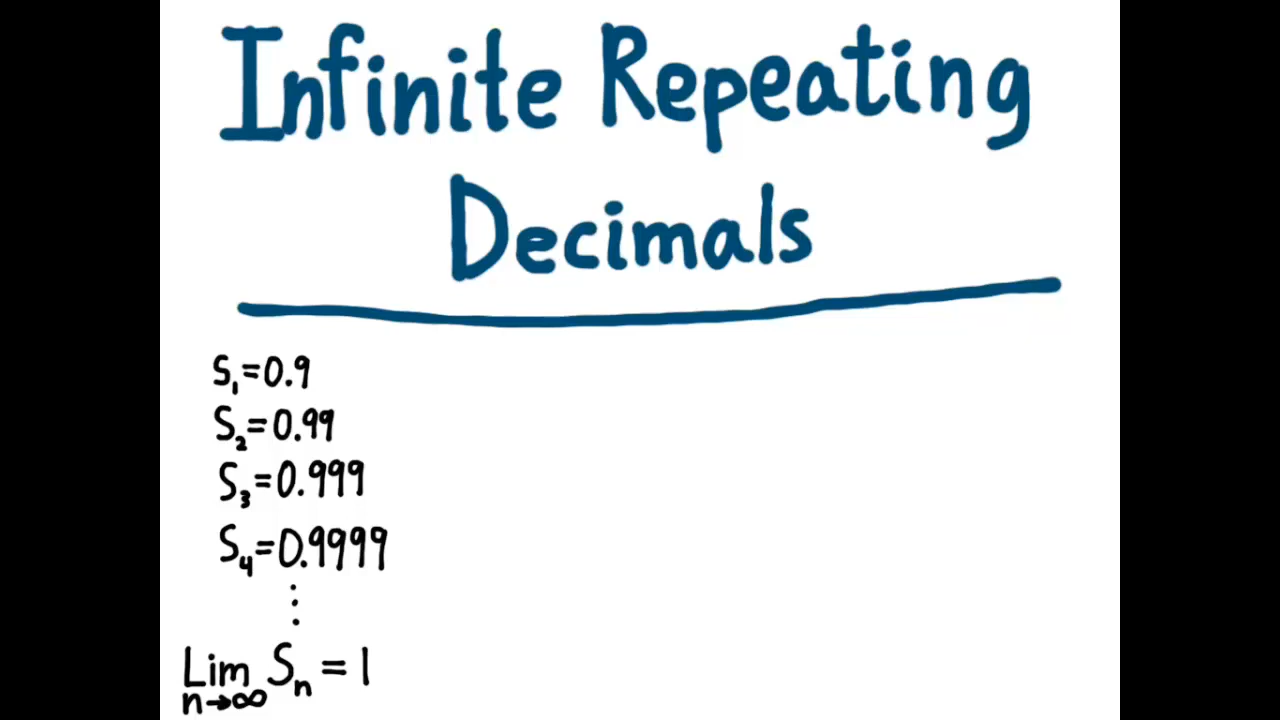 Infinite Repeating
Decimals
S₁=0.9
S₂=0.99
S₃=0.999
S₄=0.9999
⋮
Lim Sₙ = 1
n→∞